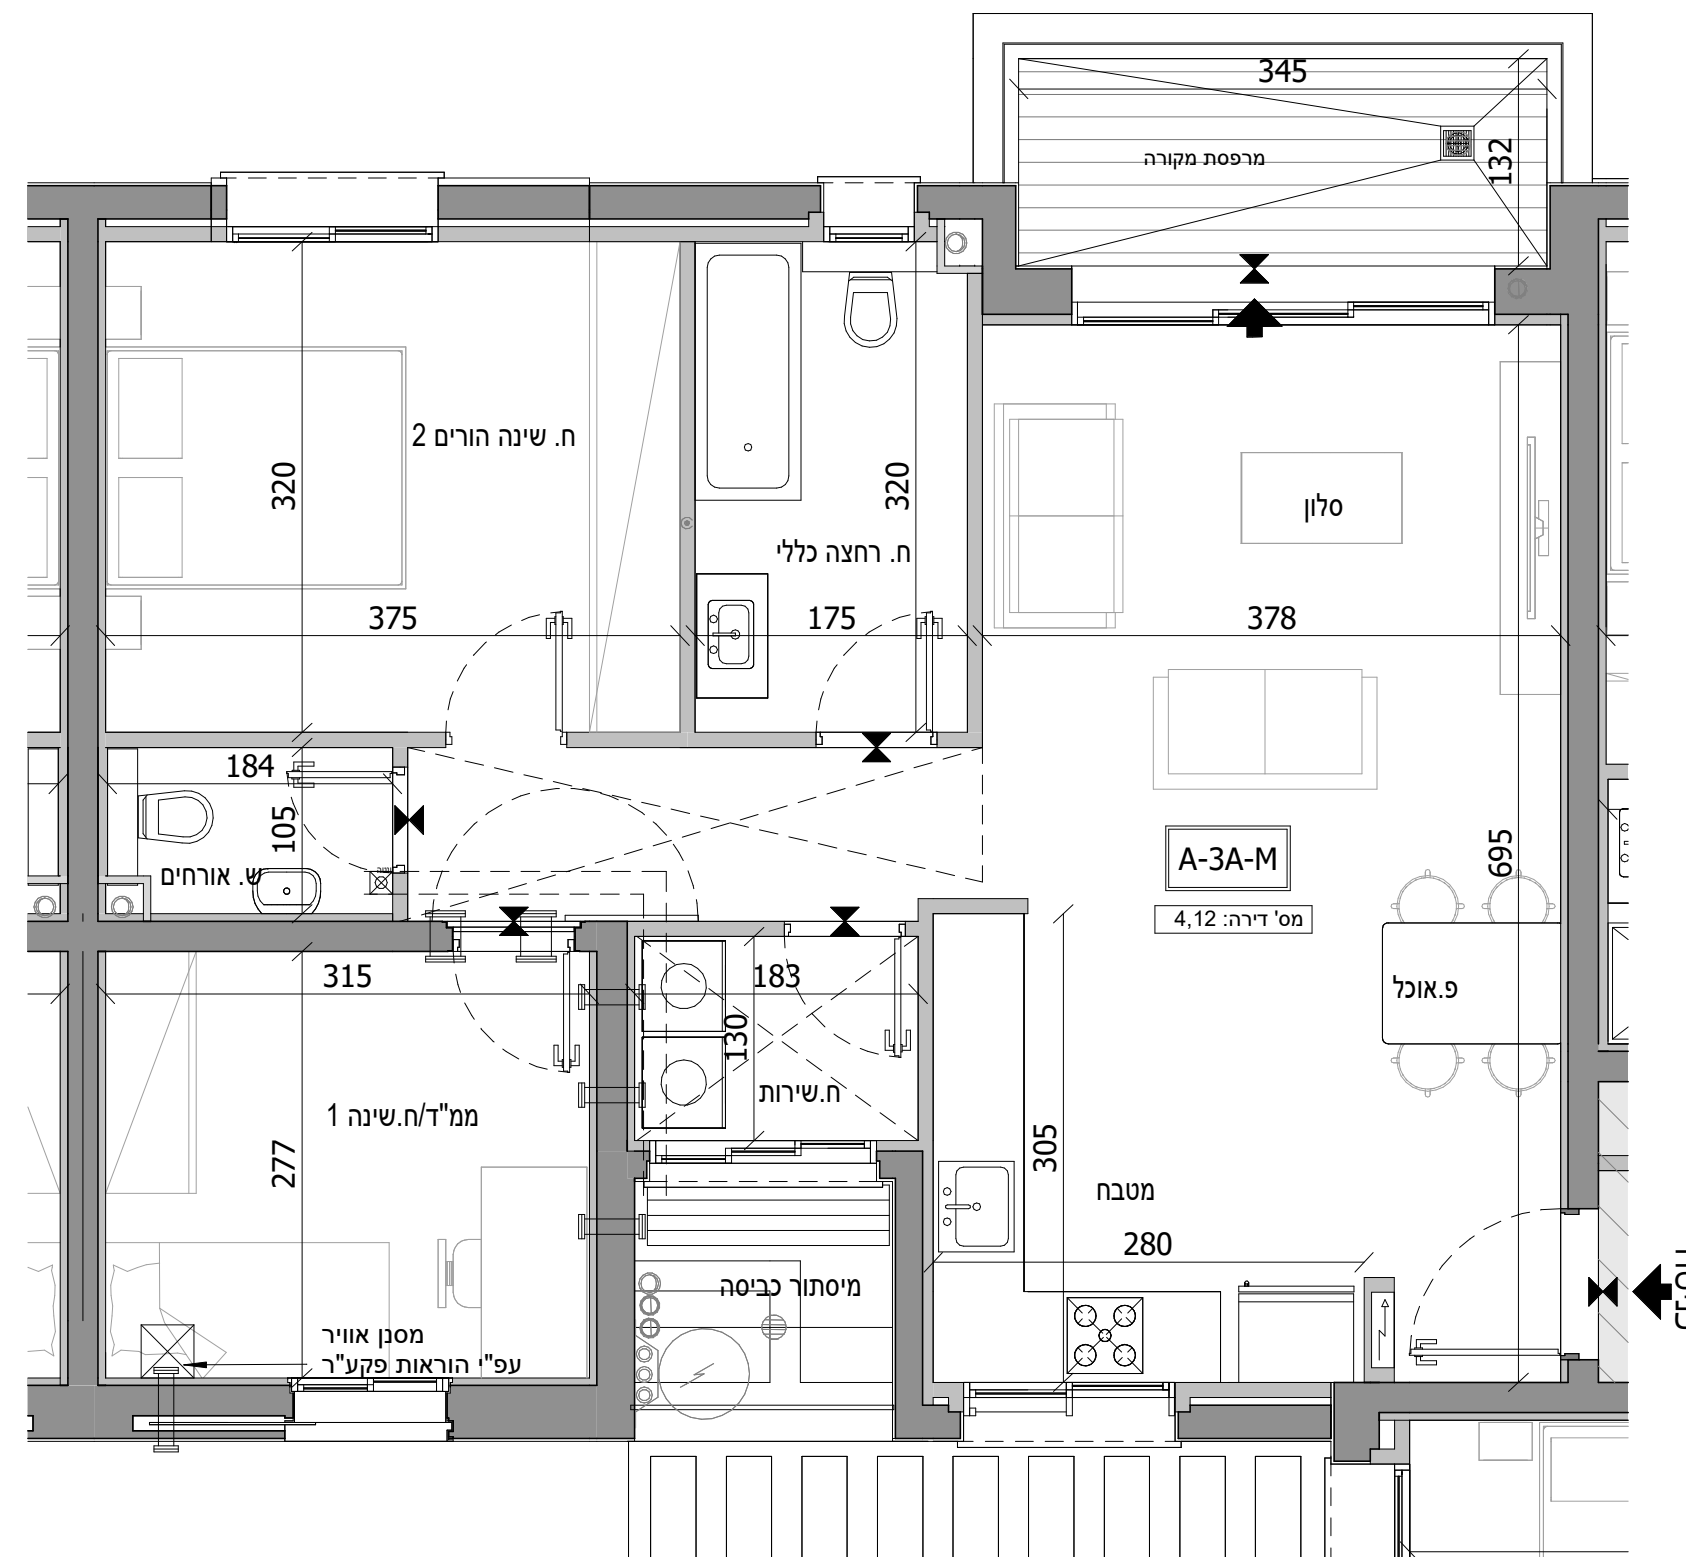 345
132
מרפסת מקורה
ח. שינה הורים 2
320
375
320
ח. רחצה כללי
175
סלון
378
184
105
ש. אורחים
A-3A-M
מס' דירה: 4,12
695
פ.אוכל
315
183
130
ח.שירות
ממ"ד/ח.שינה 1
277
305
מטבח
280
מיסתור כביסה
מסנן אוויר
עפ"י הוראות פקע"ר